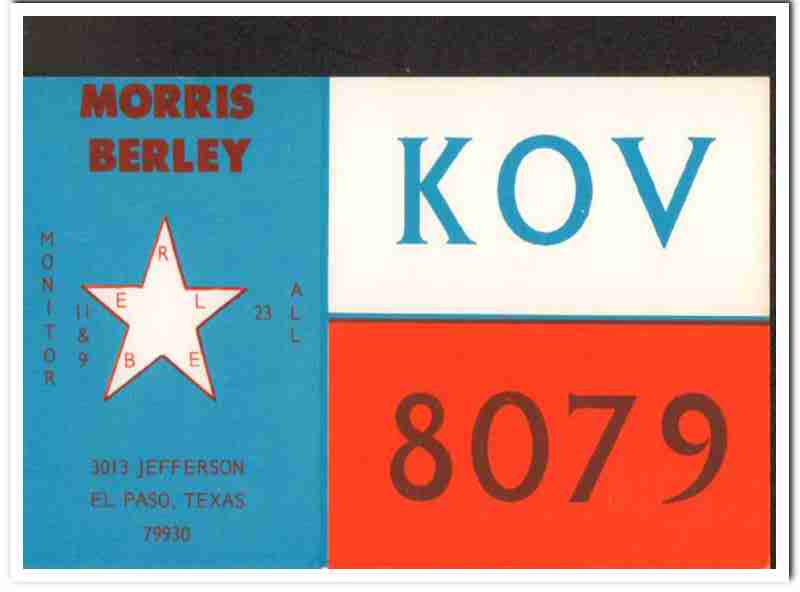 MORRIS
BERLEY
MONITOR
11 & 9
B E R L E
23
ALL
3013 JEFFERSON
EL PASO, TEXAS
79930
KOV
8079